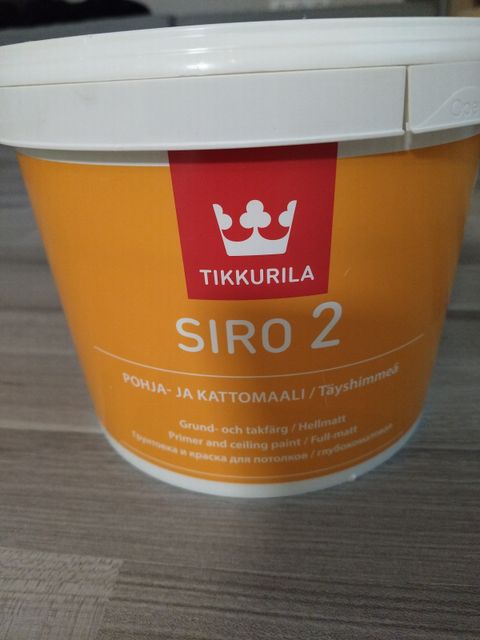 TIKKURILA
SIRO 2
POHJA- JA KATTOMAALI / Täyshimmeä
Grund- och takfärg / Hellmatt
Primer and ceiling paint / Full-matt
Грунтовка и краска для потолков / глубокоматовая